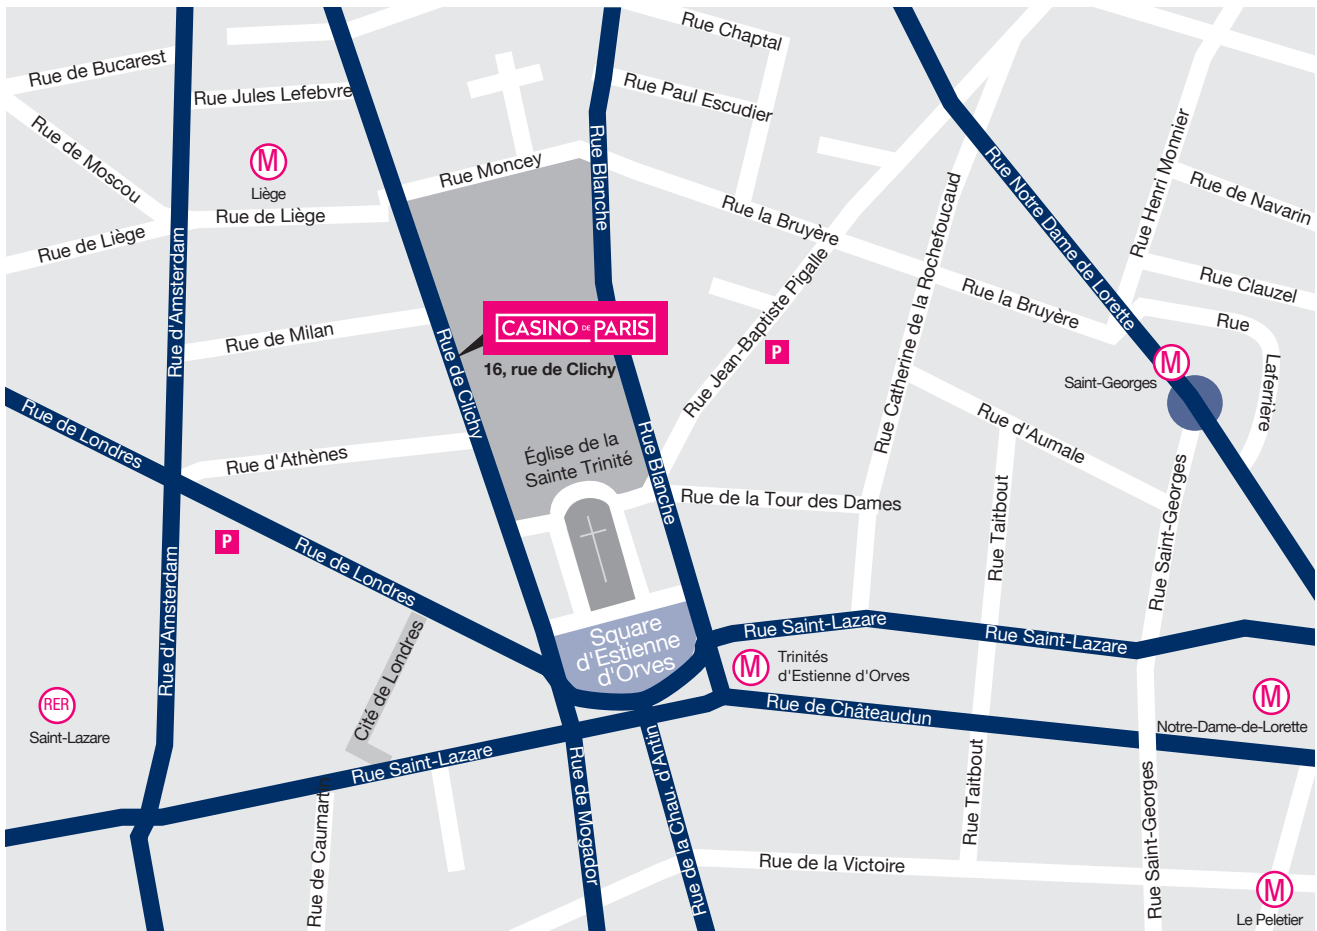 Rue Chaptal
Rue de Bucarest
Rue Jules Lefebvre
Rue Paul Escudier
Rue de Moscou
M
Liège
Rue Moncey
Rue Blanche
Rue Notre Dame de Lorette
Rue Henri Monnier
Rue de Navarin
Rue de Liège
Rue de Liège
Rue la Bruyère
Rue Catherine de la Rochefoucaud
Rue d'Amsterdam
Rue la Bruyère
Rue Clauzel
Rue de Milan
Rue de Clichy
CASINO DE PARIS
16, rue de Clichy
Rue Jean-Baptiste Pigalle
P
Rue
Laferrière
M
Saint-Georges
Rue de Londres
Rue d'Athènes
Église de la
Sainte Trinité
Rue Blanche
Rue d'Aumale
Rue de la Tour des Dames
Rue Taitbout
Rue Saint-Georges
P
Rue de Londres
Rue d'Amsterdam
Cité de Londres
Square
d'Estienne
d'Orves
Rue Saint-Lazare
Rue Saint-Lazare
M
Trinités
d'Estienne d'Orves
RER
Saint-Lazare
Rue de Châteaudun
M
Notre-Dame-de-Lorette
Rue Saint-Lazare
Rue de Caumartin
Rue de Mogador
Rue de la Chau. d'Antin
Rue Taitbout
Rue Saint-Georges
Rue de la Victoire
M
Le Peletier